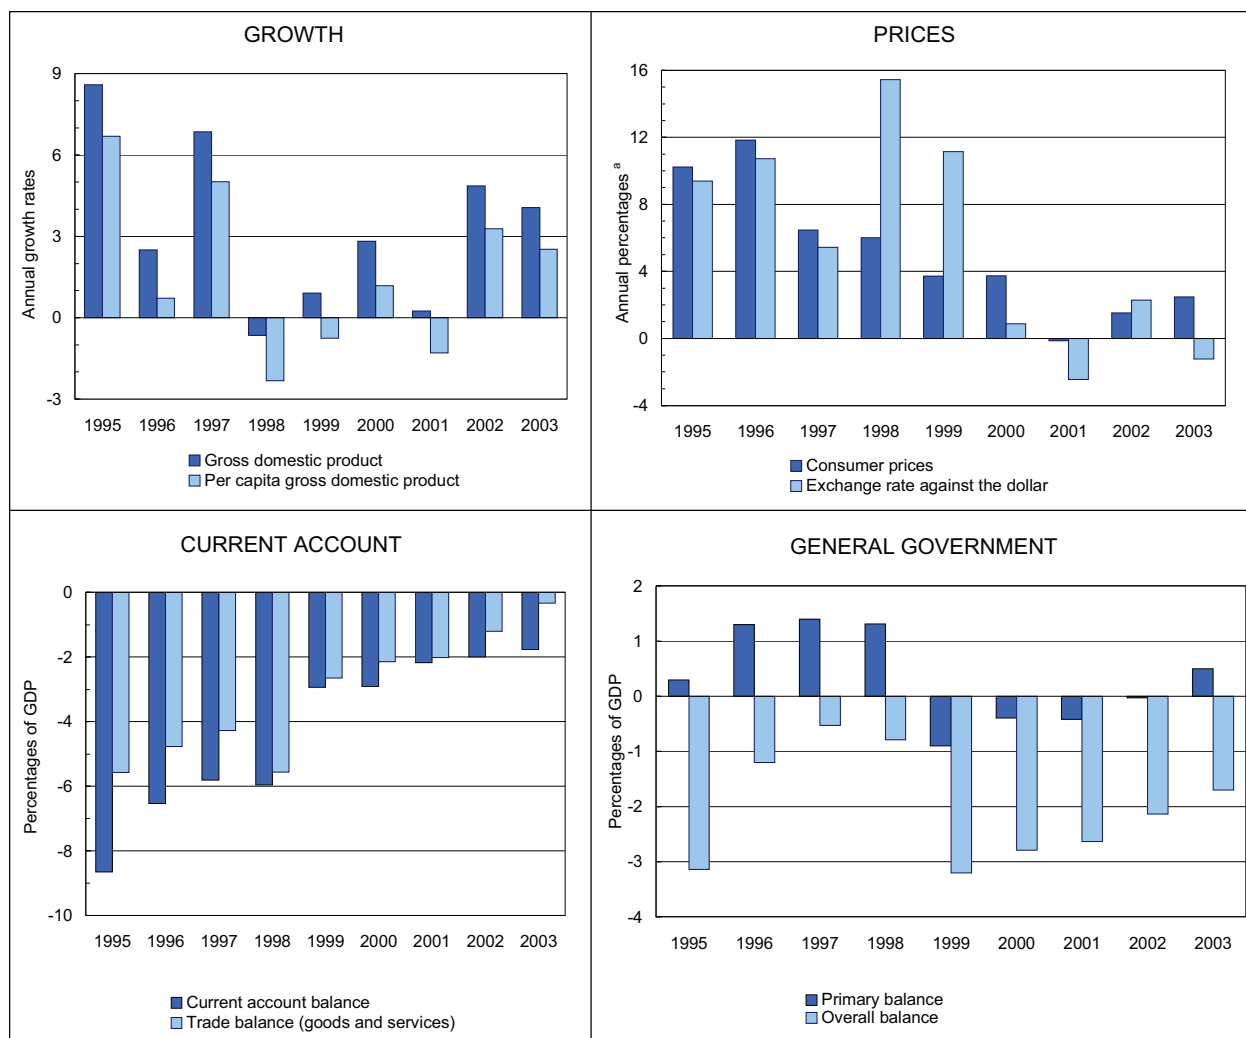 GROWTH
Annual growth rates
9
6
3
0
-3
1995 1996 1997 1998 1999 2000 2001 2002 2003
Gross domestic product
Per capita gross domestic product
PRICES
Annual percentages a
16
12
8
4
0
-4
1995 1996 1997 1998 1999 2000 2001 2002 2003
Consumer prices
Exchange rate against the dollar
CURRENT ACCOUNT
Percentages of GDP
0
-2
-4
-6
-8
-10
1995 1996 1997 1998 1999 2000 2001 2002 2003
Current account balance
Trade balance (goods and services)
GENERAL GOVERNMENT
Percentages of GDP
2
1
0
-1
-2
-3
-4
1995 1996 1997 1998 1999 2000 2001 2002 2003
Primary balance
Overall balance